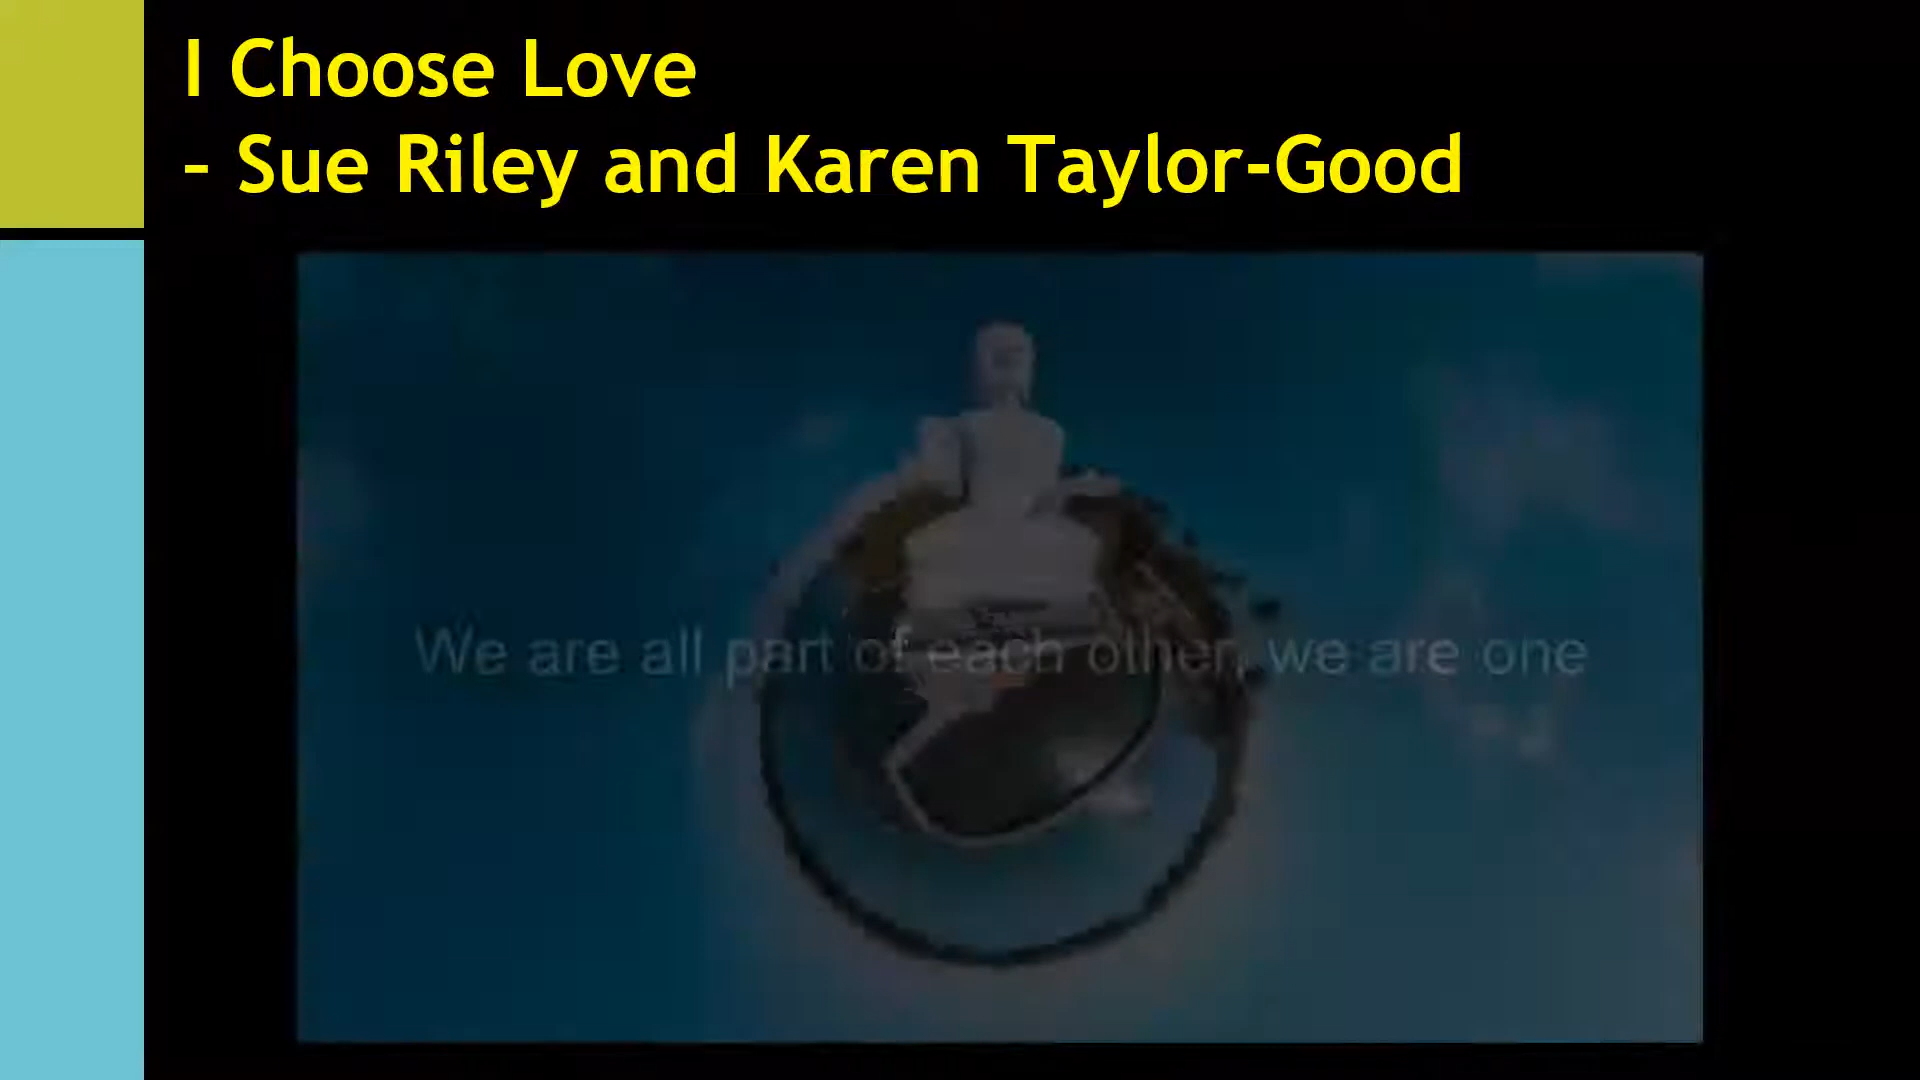 I Choose Love
– Sue Riley and Karen Taylor-Good
We are all part of each other, we are one